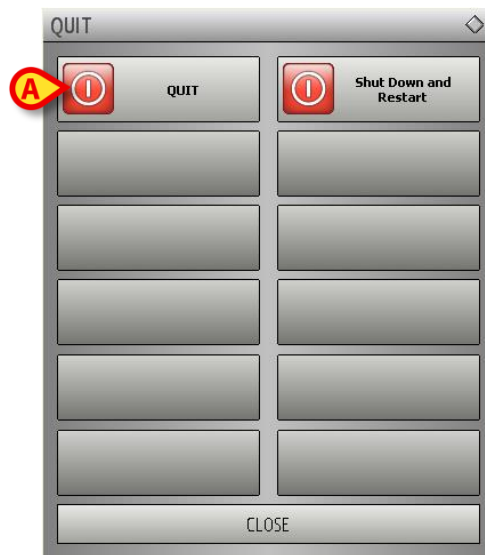 QUIT
A
QUIT
Shut Down and
Restart
CLOSE